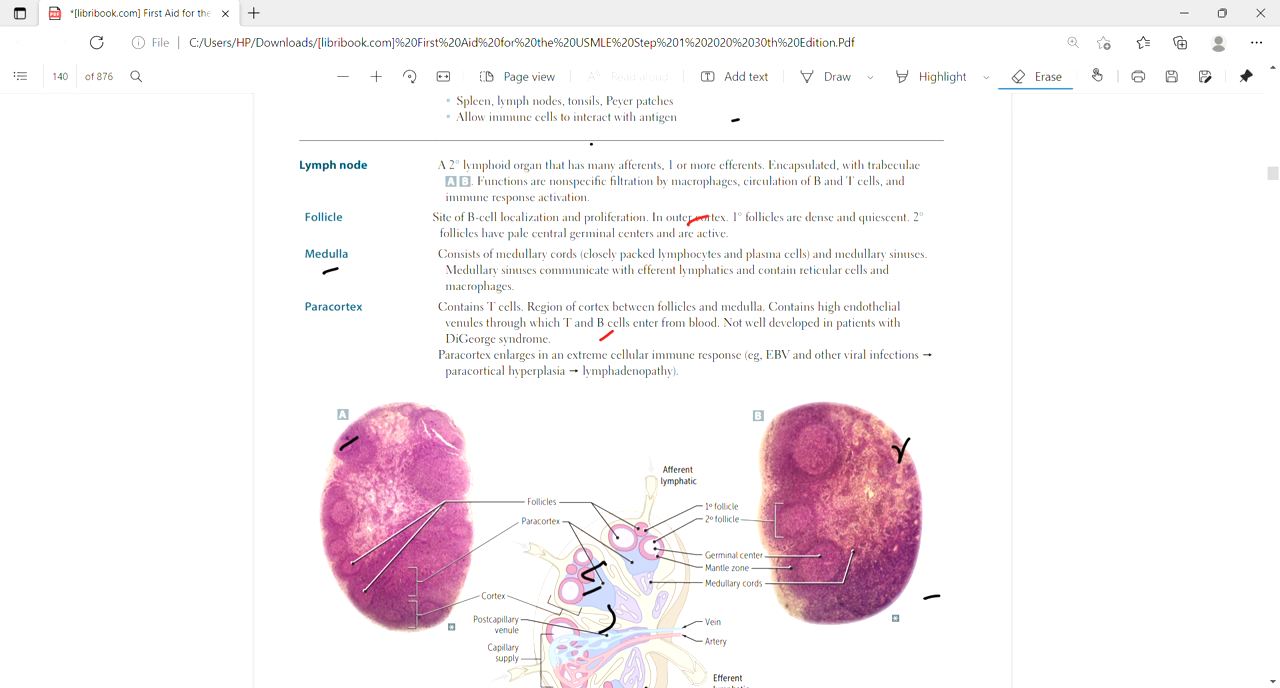 *[libribook.com] First Aid for the
File
C:/Users/HP/Downloads/[libribook.com]%20First%20Aid%20for%20the%20USMLE%20Step%201%202020%2030th%20Edition.Pdf
140 of 876
Page view
Read aloud
Add text
Draw
Highlight
Erase
Spleen, lymph nodes, tonsils, Peyer patches
Allow immune cells to interact with antigen
Lymph node
A 2° lymphoid organ that has many afferents, 1 or more efferents. Encapsulated, with trabeculae
A B. Functions are nonspecific filtration by macrophages, circulation of B and T cells, and
immune response activation.
Follicle
Site of B-cell localization and proliferation. In outer cortex. 1° follicles are dense and quiescent. 2°
follicles have pale central germinal centers and are active.
Medulla
Consists of medullary cords (closely packed lymphocytes and plasma cells) and medullary sinuses.
Medullary sinuses communicate with efferent lymphatics and contain reticular cells and
macrophages.
Paracortex
Contains T cells. Region of cortex between follicles and medulla. Contains high endothelial
venules through which T and B cells enter from blood. Not well developed in patients with
DiGeorge syndrome.
Paracortex enlarges in an extreme cellular immune response (eg, EBV and other viral infections →
paracortical hyperplasia → lymphadenopathy).
A
B
Afferent
lymphatic
Follicles
1º follicle
Paracortex
2º follicle
Germinal center
Mantle zone
Medullary cords
Cortex
Postcapillary
venule
Vein
Artery
Capillary
supply
Efferent